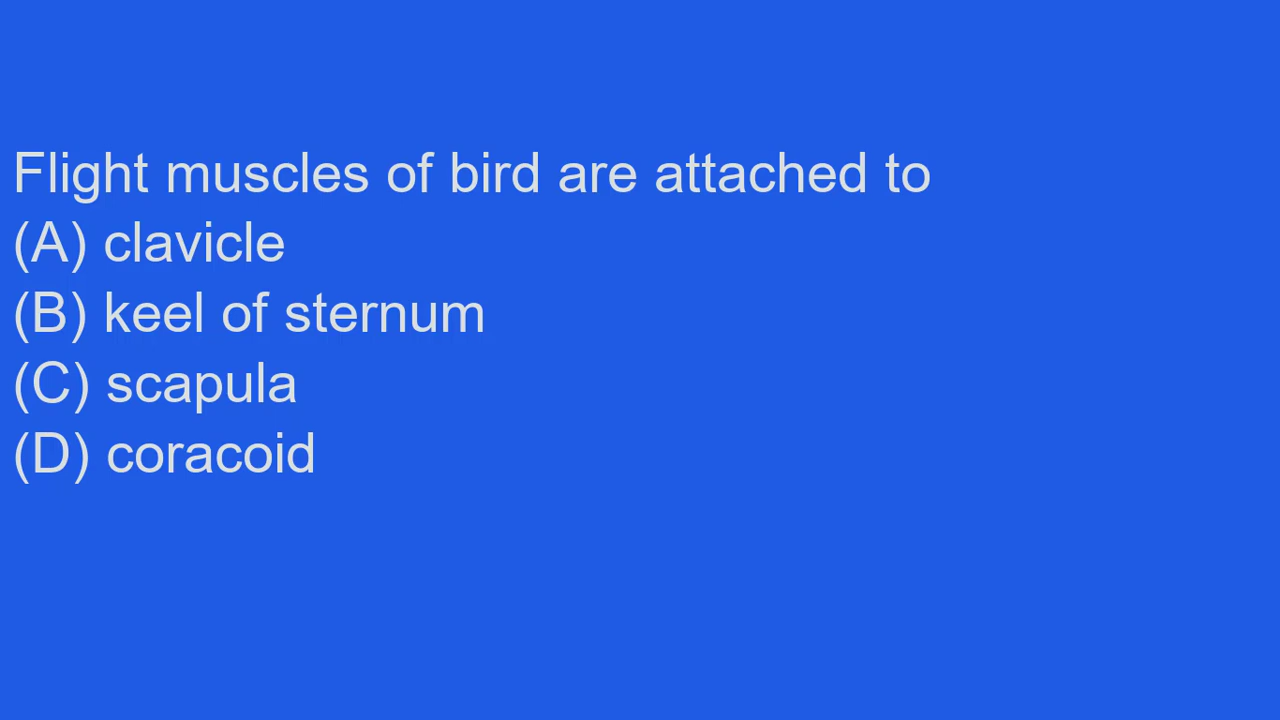 Flight muscles of bird are attached to
(A) clavicle
(B) keel of sternum
(C) scapula
(D) coracoid